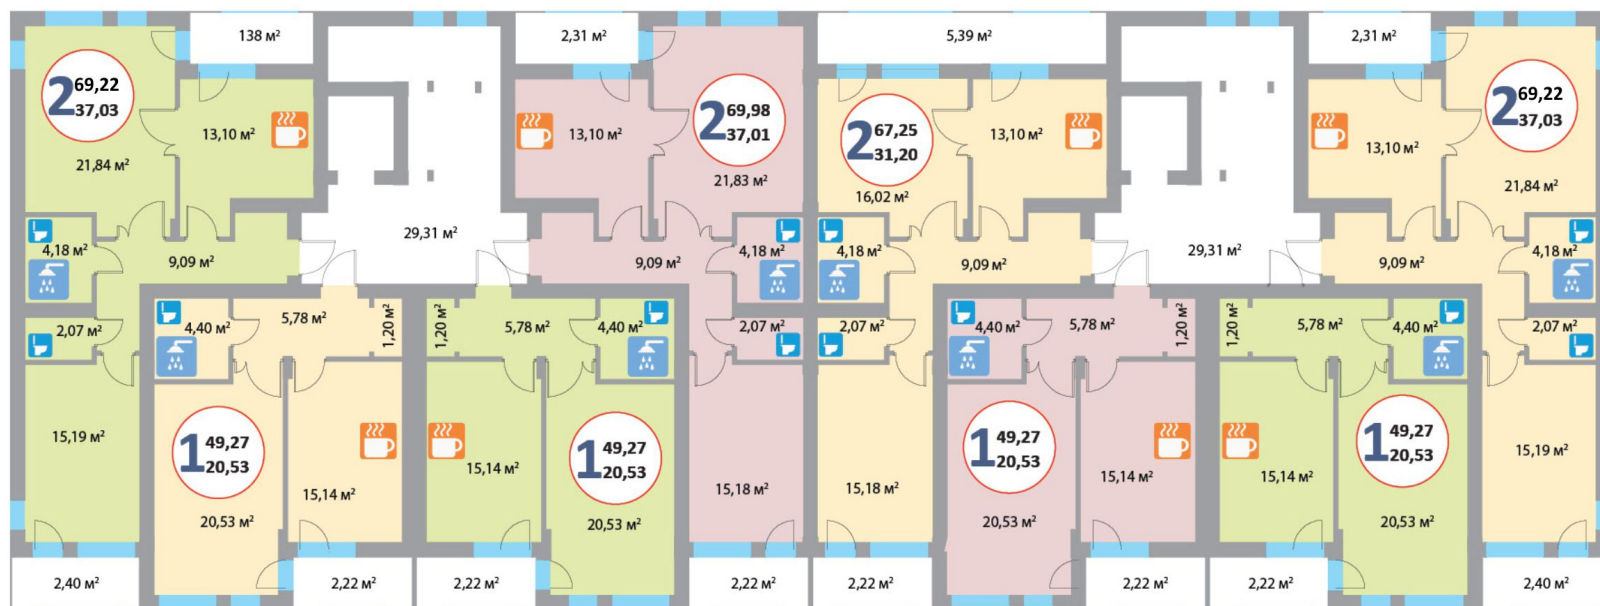 138 м²
2,31 м²
5,39 м²
2,31 м²
2 69,22
37,03
13,10 м²
21,84 м²
13,10 м²
2 69,98
37,01
21,83 м²
2 67,25
31,20
16,02 м²
13,10 м²
13,10 м²
2 69,22
37,03
21,84 м²
4,18 м²
9,09 м²
29,31 м²
9,09 м²
4,18 м²
4,18 м²
9,09 м²
29,31 м²
9,09 м²
4,18 м²
2,07 м²
4,40 м²
5,78 м²
1,20 м²
1,20 м²
5,78 м²
4,40 м²
2,07 м²
2,07 м²
4,40 м²
5,78 м²
1,20 м²
1,20 м²
5,78 м²
4,40 м²
2,07 м²
15,19 м²
1 49,27
20,53
20,53 м²
15,14 м²
15,14 м²
1 49,27
20,53
20,53 м²
15,18 м²
15,18 м²
1 49,27
20,53
20,53 м²
15,14 м²
15,14 м²
1 49,27
20,53
20,53 м²
15,19 м²
2,40 м²
2,22 м²
2,22 м²
2,22 м²
2,22 м²
2,22 м²
2,22 м²
2,40 м²